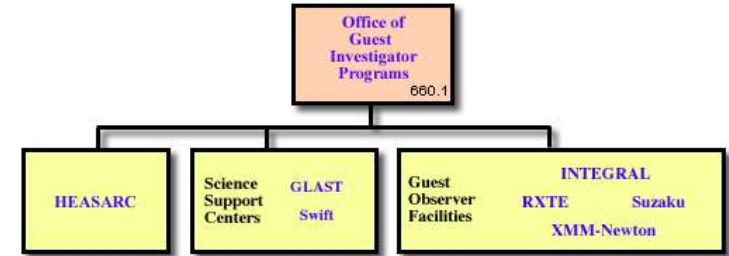 Office of
Guest
Investigator
Programs
660.1
HEASARC
Science
Support
Centers
GLAST
Swift
Guest
Observer
Facilities
INTEGRAL
RXTE Suzaku
XMM-Newton